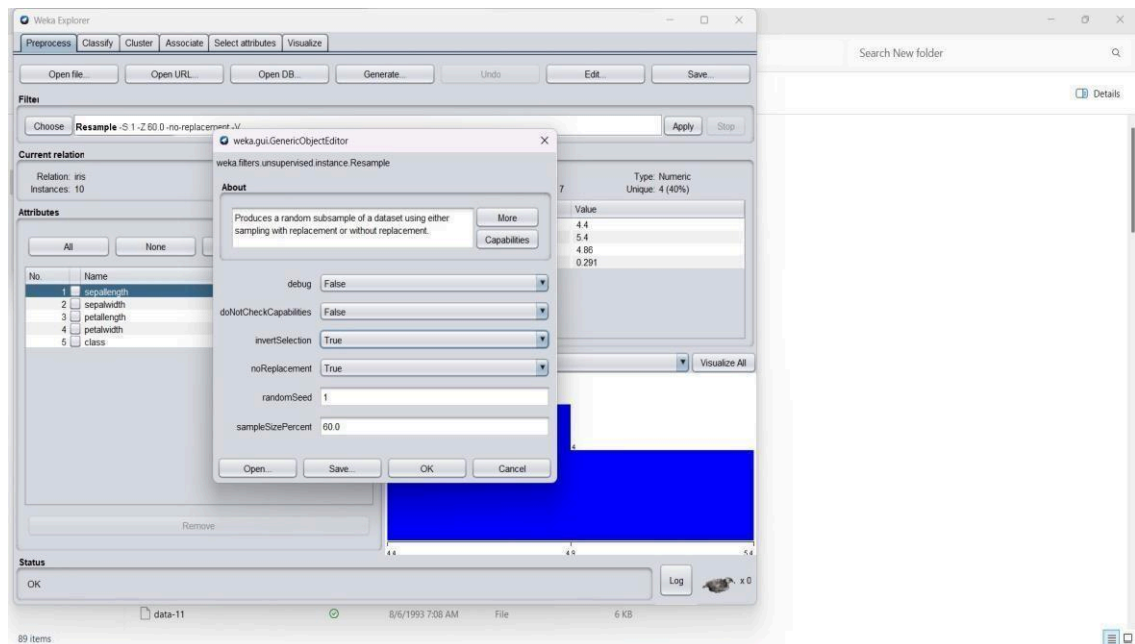 Weka Explorer
Preprocess Classify Cluster Associate Select attributes Visualize
Search New folder
Open file... Open URL... Open DB... Generate... Undo Edit... Save...
Details
Filter
Choose Resample -S 1 -Z 60.0 -no-replacement -V
Apply Stop
weka.gui.GenericObjectEditor
Current relation
weka.filters.unsupervised.instance.Resample
Relation: iris
Instances: 10
Type: Numeric
7 Unique: 4 (40%)
About
Produces a random subsample of a dataset using either
sampling with replacement or without replacement.
More
Capabilities
Attributes
All None
Value
4.4
5.4
4.86
0.291
No. Name
1 sepallength
2 sepalwidth
3 petallength
4 petalwidth
5 class
debug False
doNotCheckCapabilities False
invertSelection True
noReplacement True
randomSeed 1
sampleSizePercent 60.0
Open... Save... OK Cancel
Visualize All
4
Remove
4.4 4.9 5.4
Status
OK
Log x 0
data-11 8/6/1993 7:08 AM File 6 KB
89 items